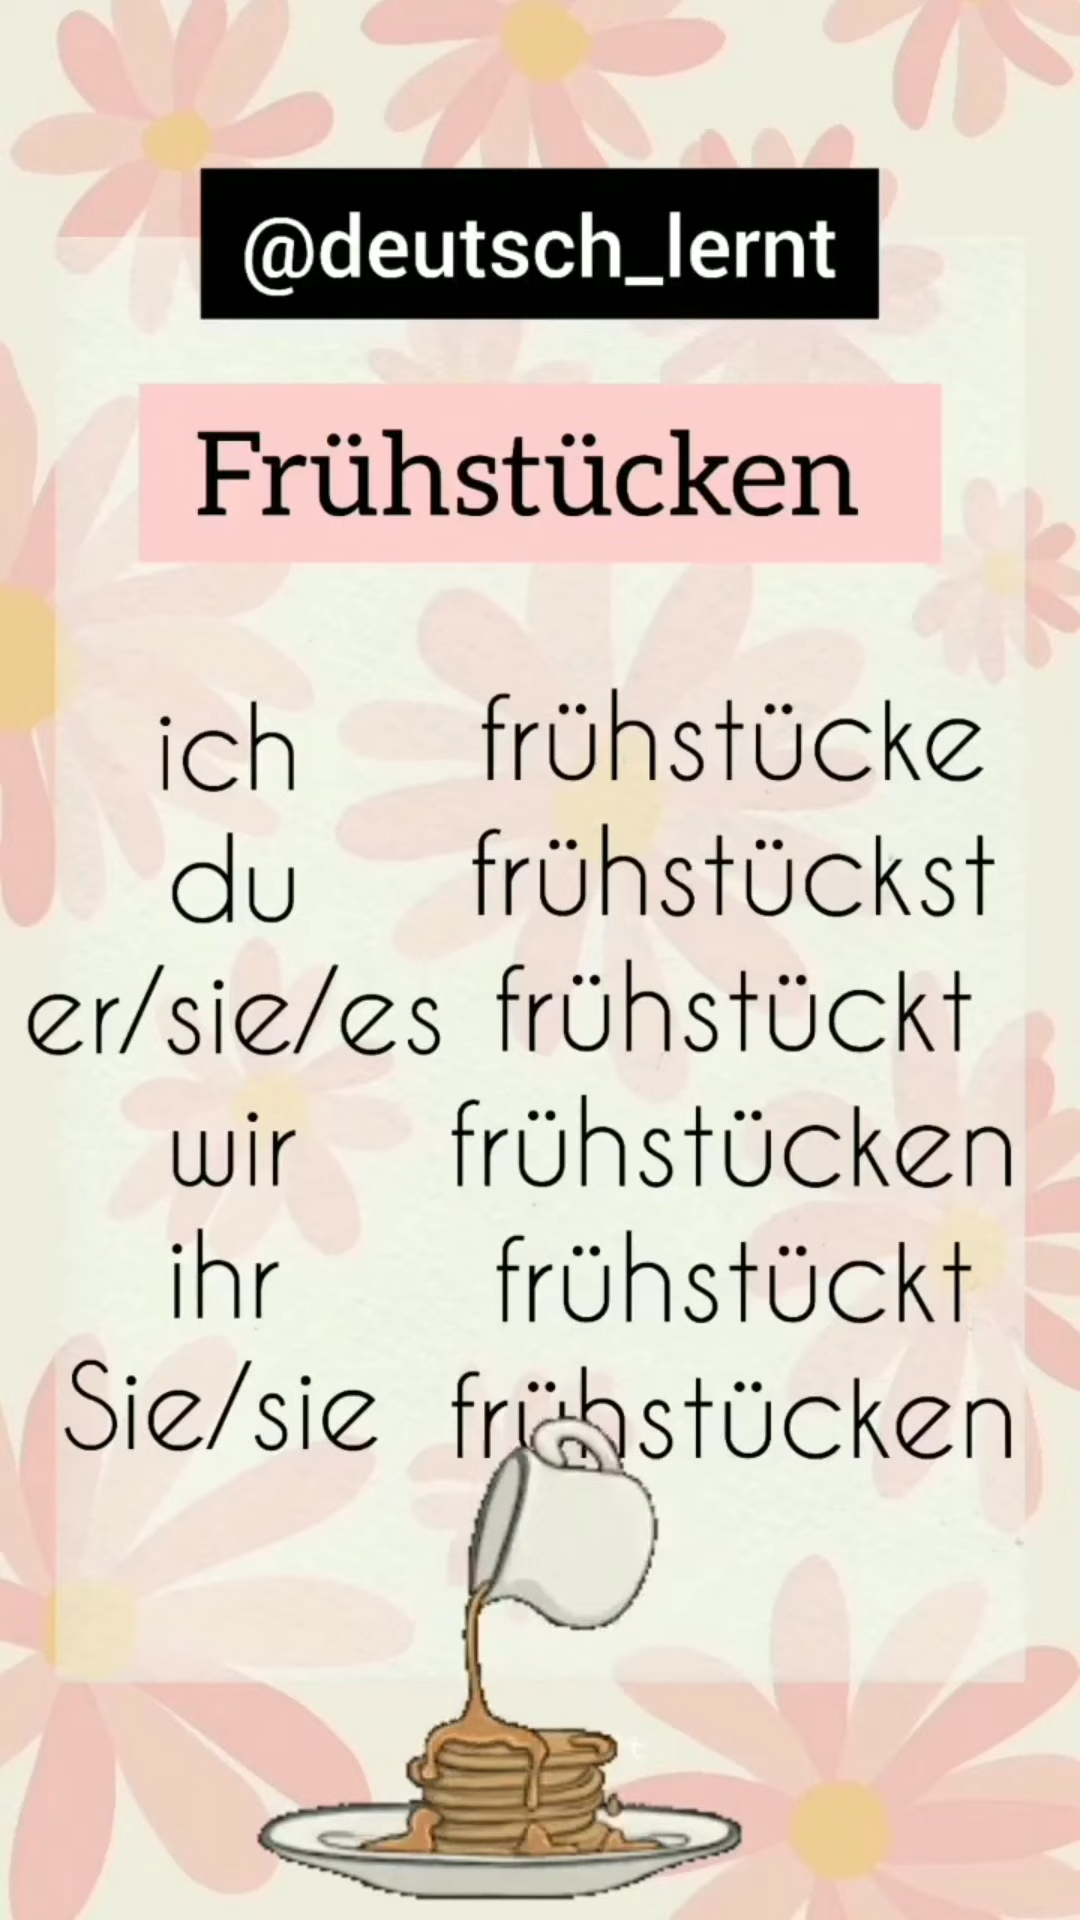 @deutsch_lernt
Frühstücken
ich frühstücke
du frühstückst
er/sie/es frühstückt
wir frühstücken
ihr frühstückt
Sie/sie frühstücken